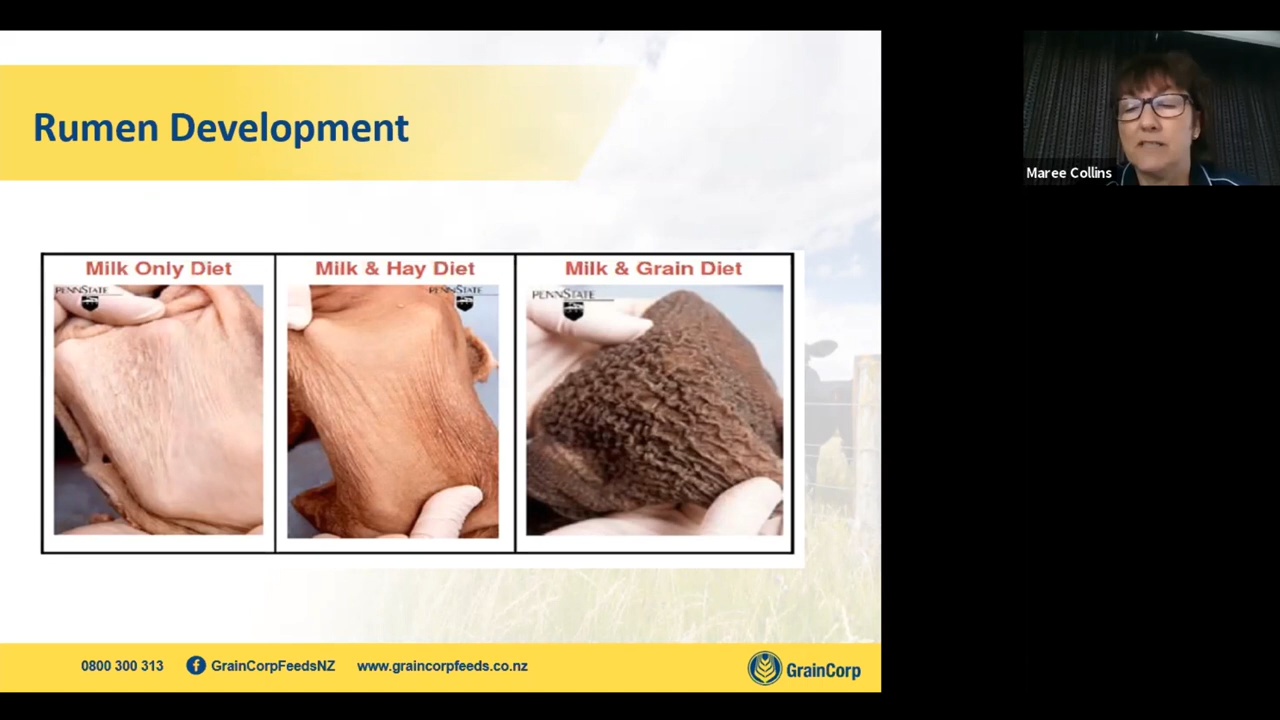 Rumen Development
Maree Collins
Milk Only Diet
Milk & Hay Diet
Milk & Grain Diet
PENNSTATE
PENNSTATE
PENNSTATE
0800 300 313
GrainCorpFeedsNZ
www.graincorpfeeds.co.nz
GrainCorp